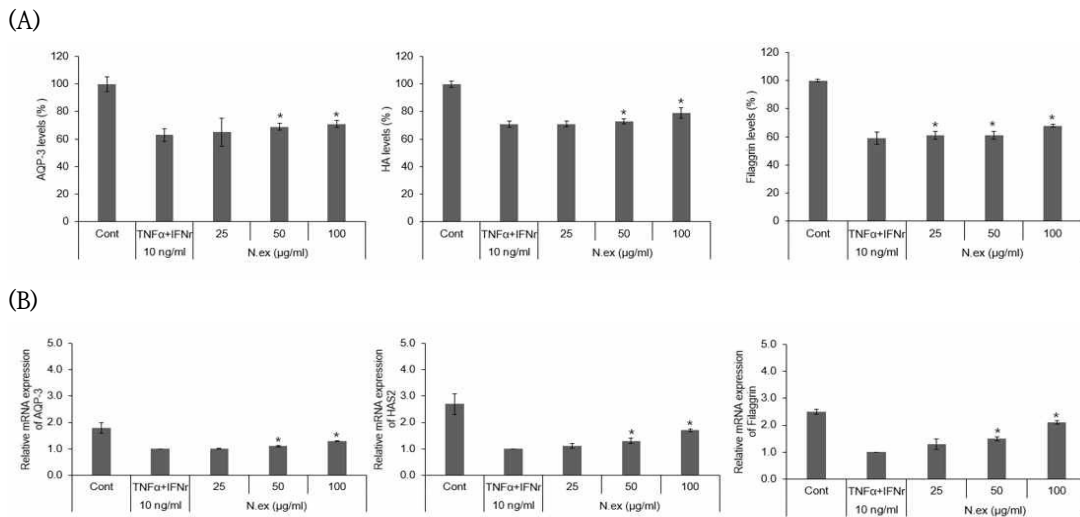 (A)
AQP-3 levels (%)
120
100
80
60
40
20
0
*
*
Cont
TNFα+IFNr
25
50
100
10 ng/ml
N.ex (µg/ml)
HA levels (%)
120
100
80
60
40
20
0
*
*
Cont
TNFα+IFNr
25
50
100
10 ng/ml
N.ex (µg/ml)
Filaggrin levels (%)
120
100
80
60
40
20
0
*
*
*
Cont
TNFα+IFNr
25
50
100
10 ng/ml
N.ex (µg/ml)
(B)
Relative mRNA expression
of AQP-3
5.0
4.0
3.0
2.0
1.0
0.0
*
*
Cont
TNFα+IFNr
25
50
100
10 ng/ml
N.ex (µg/ml)
Relative mRNA expression
of HAS2
5.0
4.0
3.0
2.0
1.0
0.0
*
*
Cont
TNFα+IFNr
25
50
100
10 ng/ml
N.ex (µg/ml)
Relative mRNA expression
of Filaggrin
5.0
4.0
3.0
2.0
1.0
0.0
*
*
Cont
TNFα+IFNr
25
50
100
10 ng/ml
N.ex (µg/ml)